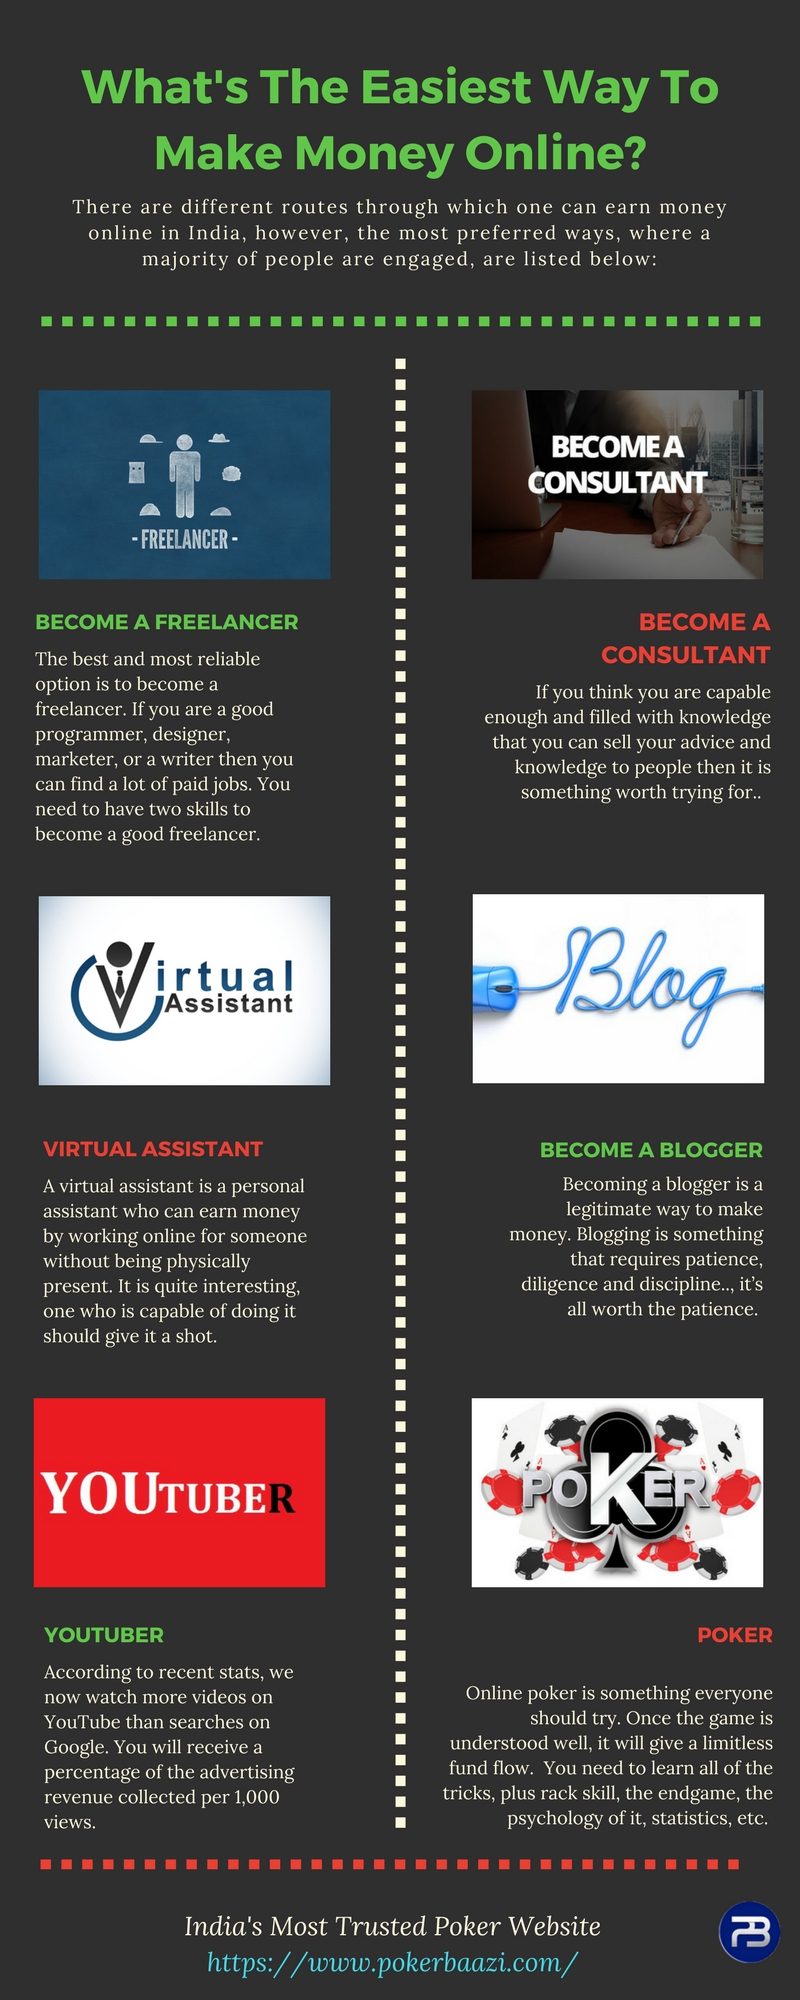 What's The Easiest Way To
Make Money Online?
There are different routes through which one can earn money
online in India, however, the most preferred ways, where a
majority of people are engaged, are listed below:
- FREELANCER -
BECOME A FREELANCER
The best and most reliable
option is to become a
freelancer. If you are a good
programmer, designer,
marketer, or a writer then you
can find a lot of paid jobs. You
need to have two skills to
become a good freelancer.
BECOME A
CONSULTANT
BECOME A
CONSULTANT
If you think you are capable
enough and filled with knowledge
that you can sell your advice and
knowledge to people then it is
something worth trying for..
Virtual
Assistant
VIRTUAL ASSISTANT
A virtual assistant is a personal
assistant who can earn money
by working online for someone
without being physically
present. It is quite interesting,
one who is capable of doing it
should give it a shot.
Blog
BECOME A BLOGGER
Becoming a blogger is a
legitimate way to make
money. Blogging is something
that requires patience,
diligence and discipline.., it's
all worth the patience.
YOUTUBER
YOUTUBER
According to recent stats, we
now watch more videos on
YouTube than searches on
Google. You will receive a
percentage of the advertising
revenue collected per 1,000
views.
POKER
POKER
Online poker is something everyone
should try. Once the game is
understood well, it will give a limitless
fund flow.  You need to learn all of the
tricks, plus rack skill, the endgame, the
psychology of it, statistics, etc.
India's Most Trusted Poker Website
https://www.pokerbaazi.com/
PB